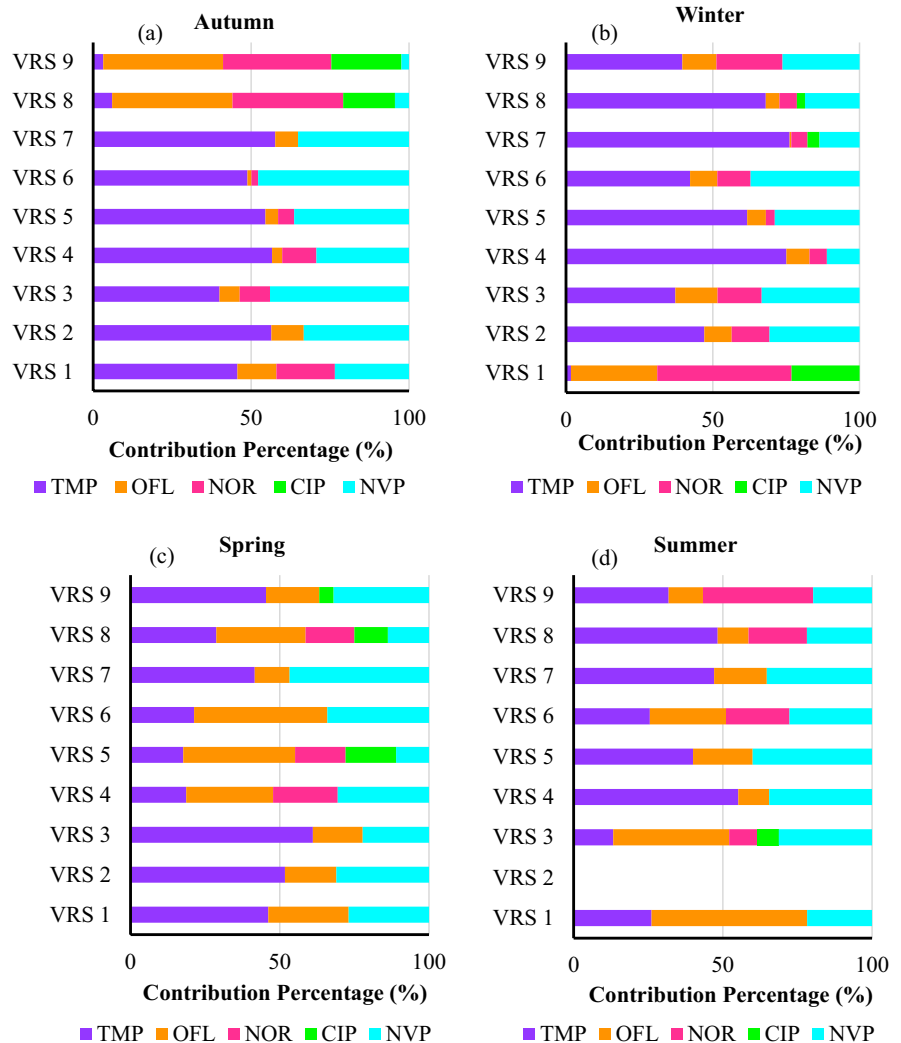 Autumn
(a)
VRS 9
VRS 8
VRS 7
VRS 6
VRS 5
VRS 4
VRS 3
VRS 2
VRS 1
0 50 100
Contribution Percentage (%)
TMP OFL NOR CIP NVP
Winter
(b)
VRS 9
VRS 8
VRS 7
VRS 6
VRS 5
VRS 4
VRS 3
VRS 2
VRS 1
0 50 100
Contribution Percentage (%)
TMP OFL NOR CIP NVP
Spring
(c)
VRS 9
VRS 8
VRS 7
VRS 6
VRS 5
VRS 4
VRS 3
VRS 2
VRS 1
0 50 100
Contribution Percentage (%)
TMP OFL NOR CIP NVP
Summer
(d)
VRS 9
VRS 8
VRS 7
VRS 6
VRS 5
VRS 4
VRS 3
VRS 2
VRS 1
0 50 100
Contribution Percentage (%)
TMP OFL NOR CIP NVP